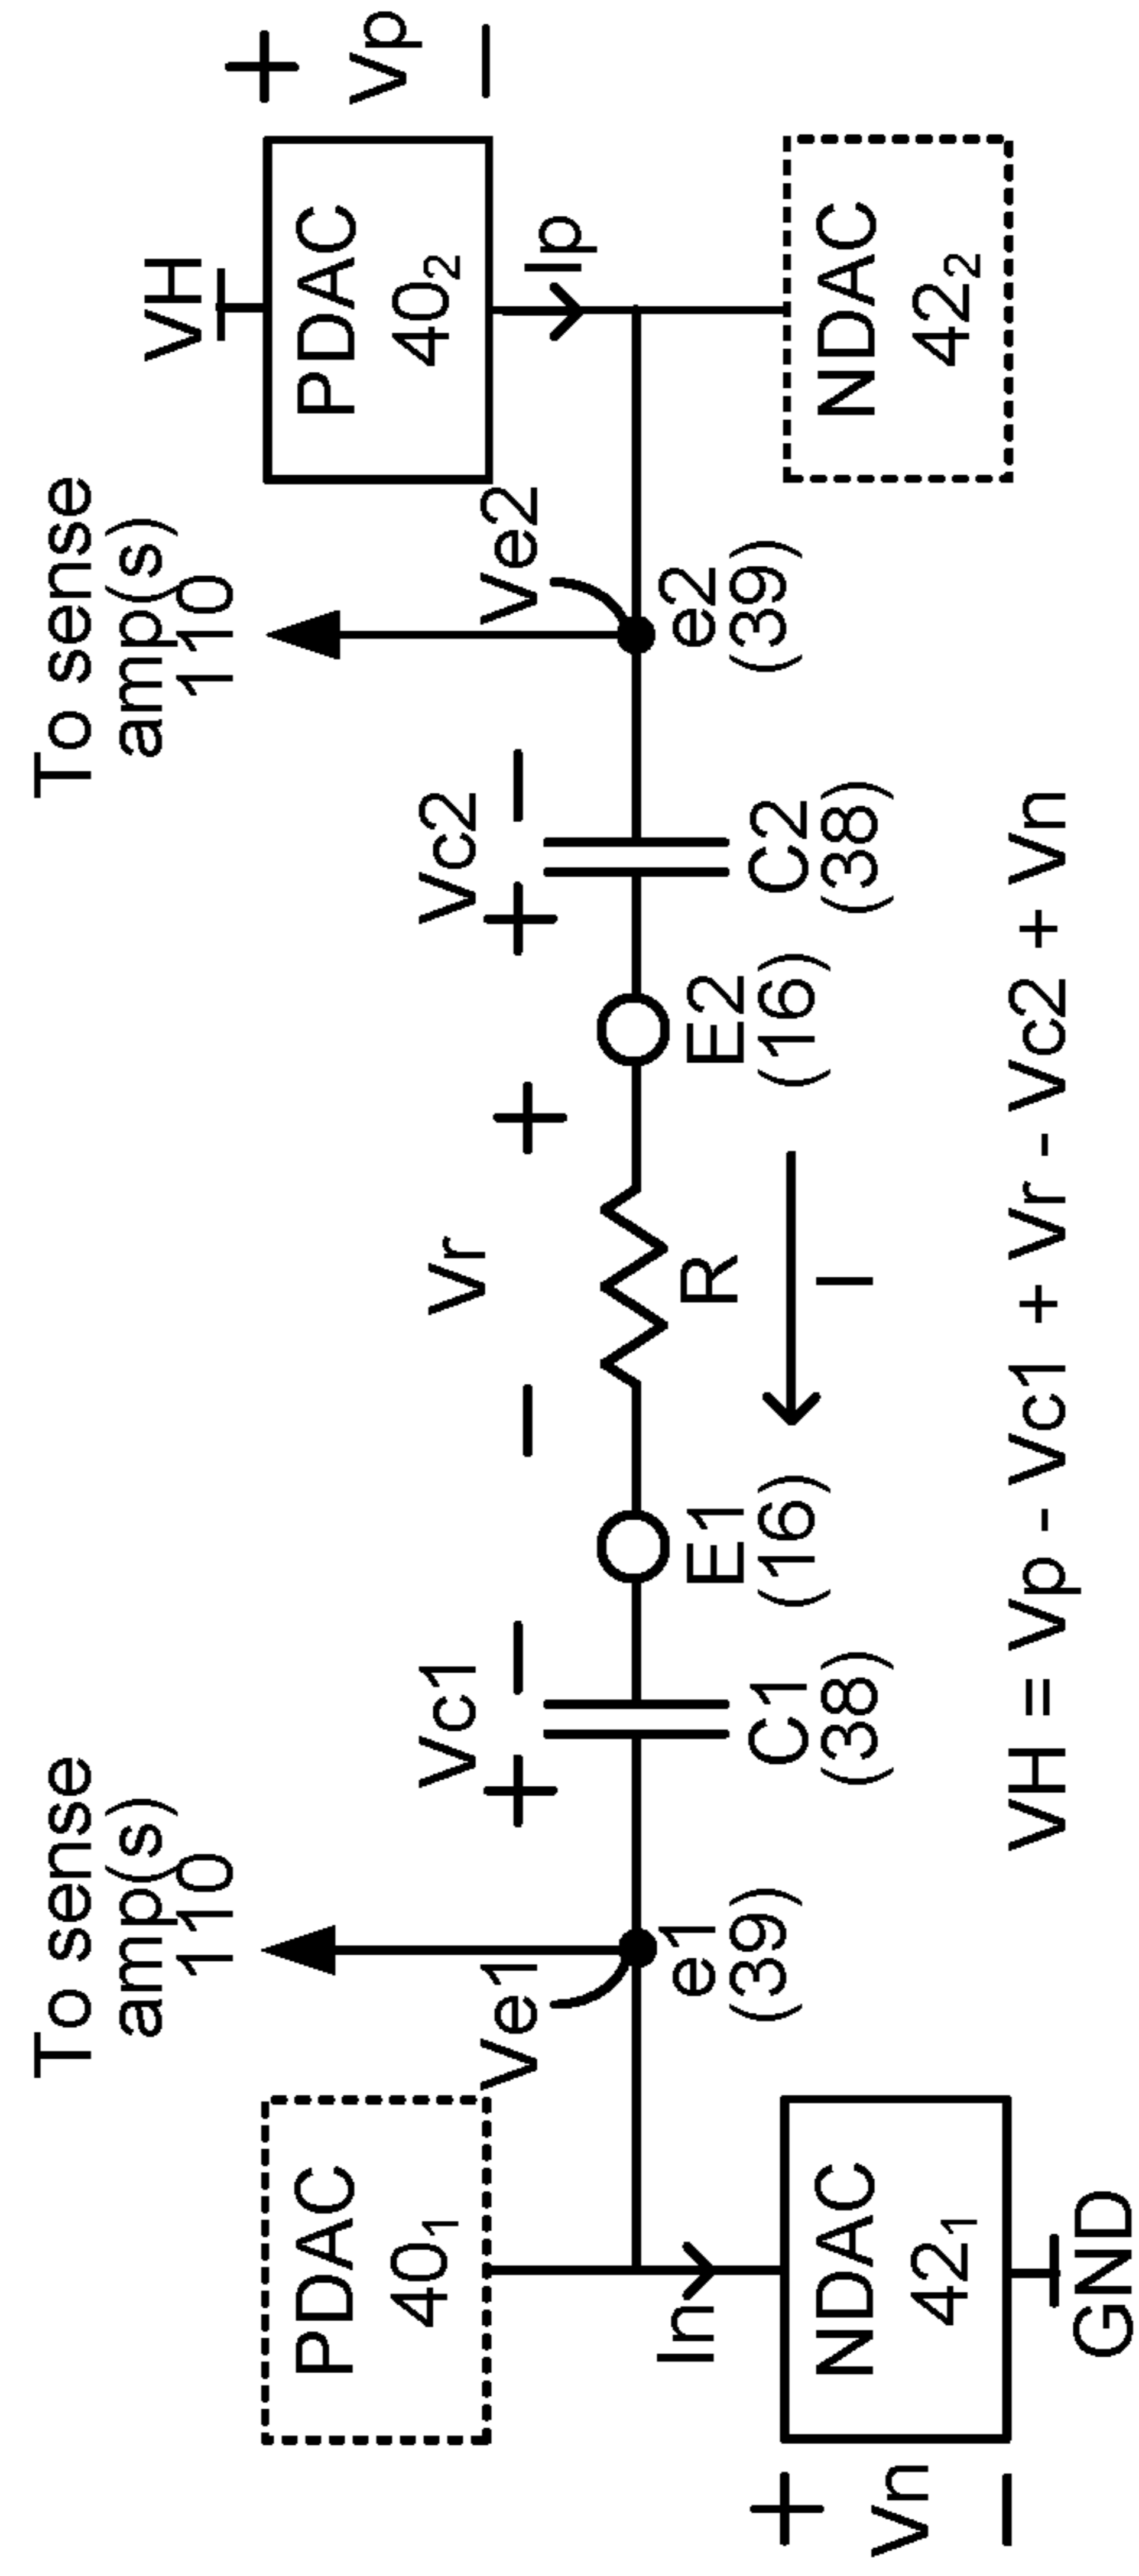 To sense
amp(s)
110
To sense
amp(s)
110
VH
PDAC
40₁
Ve1
Vc1
+ −
Vr
− +
Vc2
+ −
Ve2
PDAC
40₂
+
Vp
−
In
Ip
e1
(39)
C1
(38)
E1
(16)
R
I
E2
(16)
C2
(38)
e2
(39)
+
Vn
−
NDAC
42₁
GND
NDAC
42₂
VH = Vp - Vc1 + Vr - Vc2 + Vn